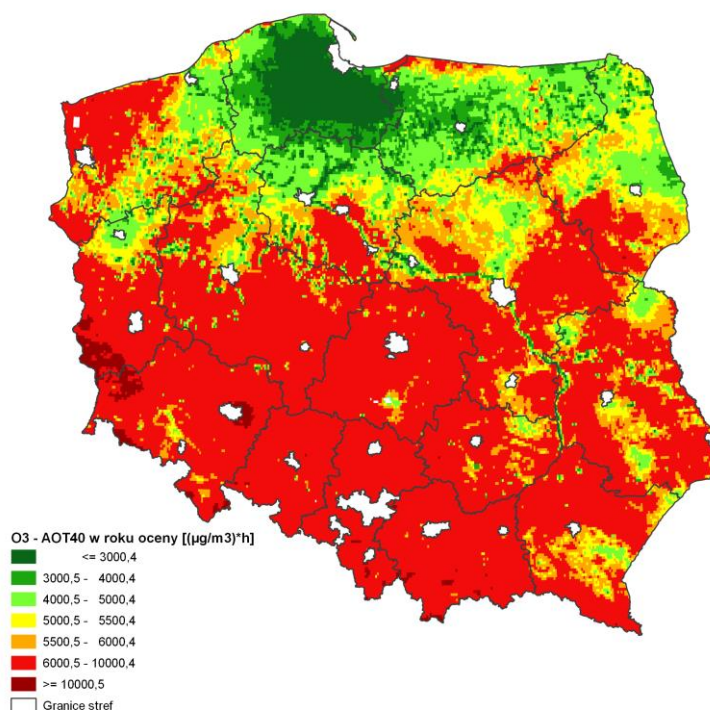 O3 - AOT40 w roku oceny [(µg/m3)*h]
<= 3000,4
3000,5 - 4000,4
4000,5 - 5000,4
5000,5 - 5500,4
5500,5 - 6000,4
6000,5 - 10000,4
>= 10000,5
Granice stref